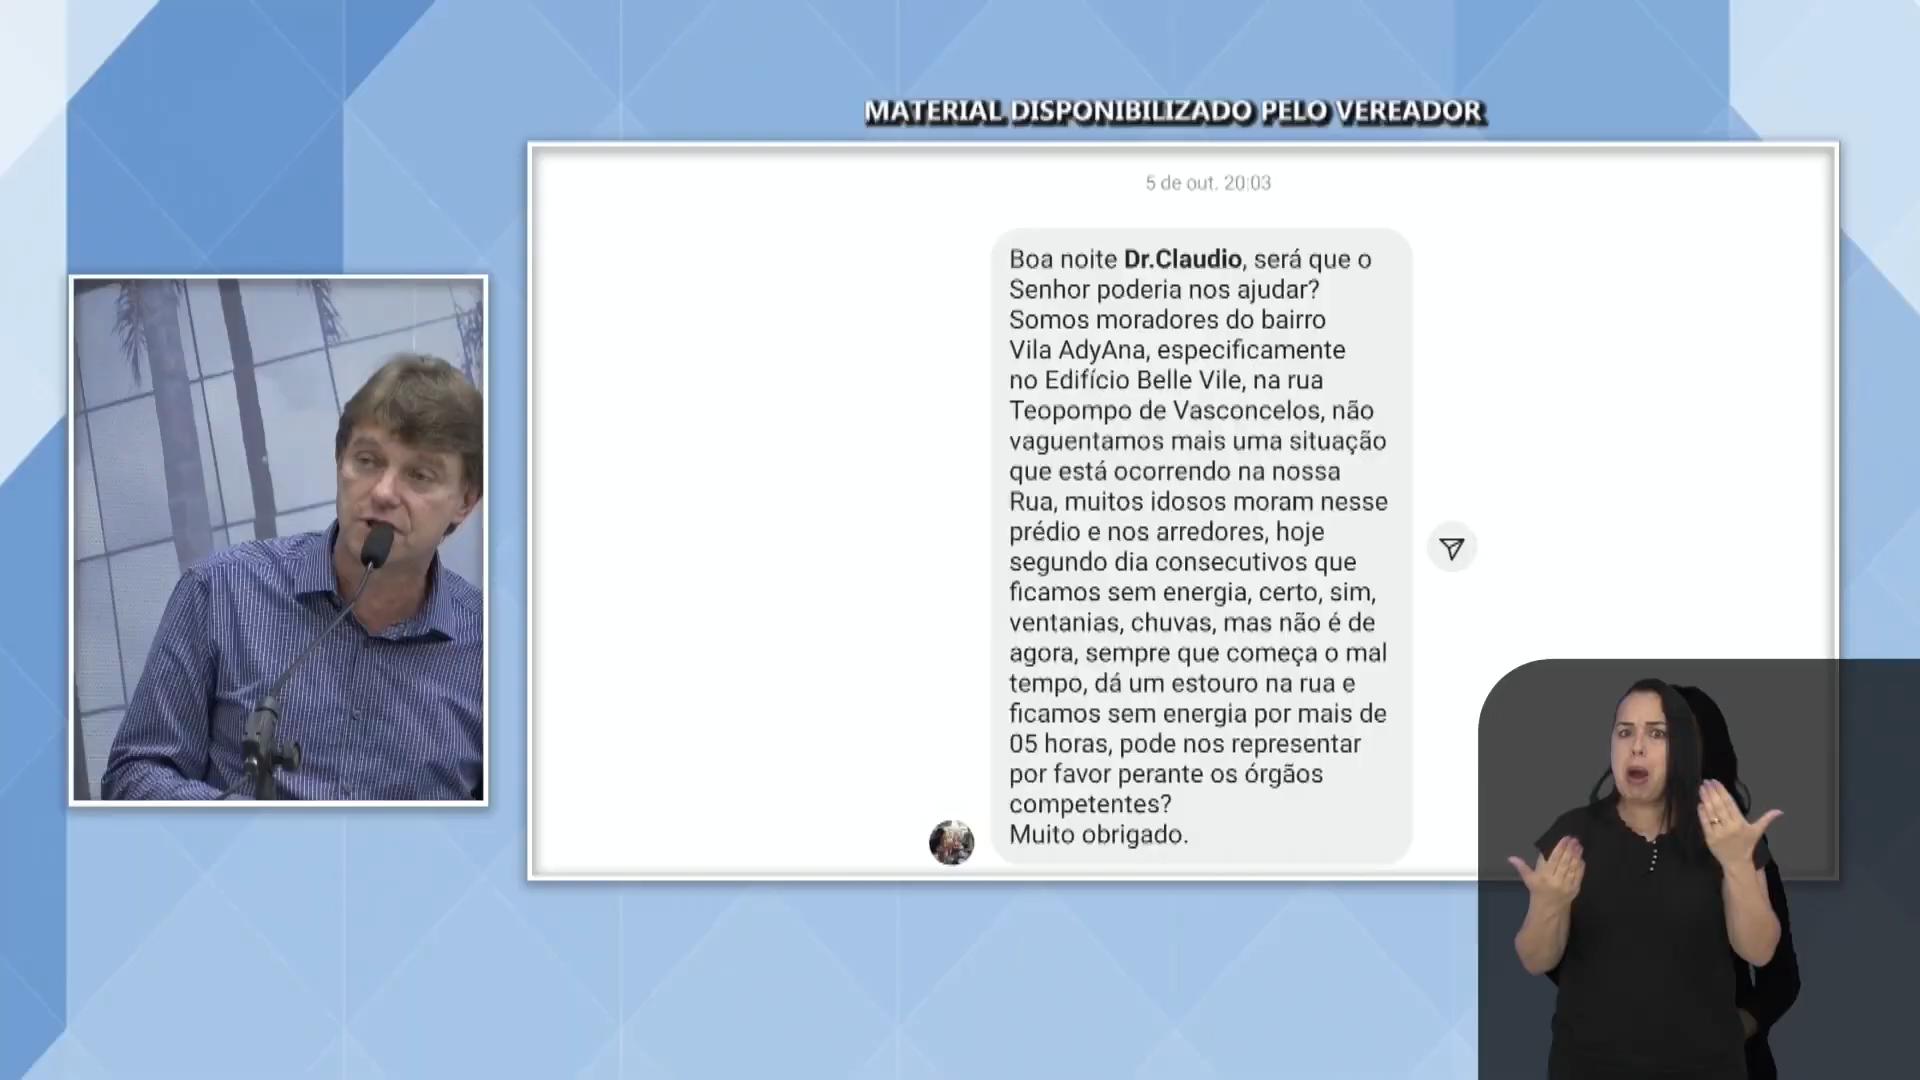 MATERIAL DISPONIBILIZADO PELO VEREADOR
5 de out. 20:03
Boa noite Dr.Claudio, será que o
Senhor poderia nos ajudar?
Somos moradores do bairro
Vila AdyAna, especificamente
no Edifício Belle Vile, na rua
Teopompo de Vasconcelos, não
vaguentamos mais uma situação
que está ocorrendo na nossa
Rua, muitos idosos moram nesse
prédio e nos arredores, hoje
segundo dia consecutivos que
ficamos sem energia, certo, sim,
ventanias, chuvas, mas não é de
agora, sempre que começa o mal
tempo, dá um estouro na rua e
ficamos sem energia por mais de
05 horas, pode nos representar
por favor perante os órgãos
competentes?
Muito obrigado.